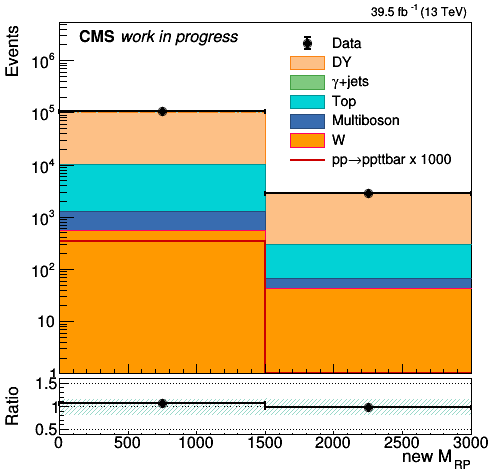 39.5 fb⁻¹ (13 TeV)
Events
CMS work in progress
Data
DY
γ+jets
Top
Multiboson
W
pp→ppttbar x 1000
10⁶
10⁵
10⁴
10³
10²
10
1
Ratio
1.5
1
0.5
0 500 1000 1500 2000 2500 3000
new M_RP